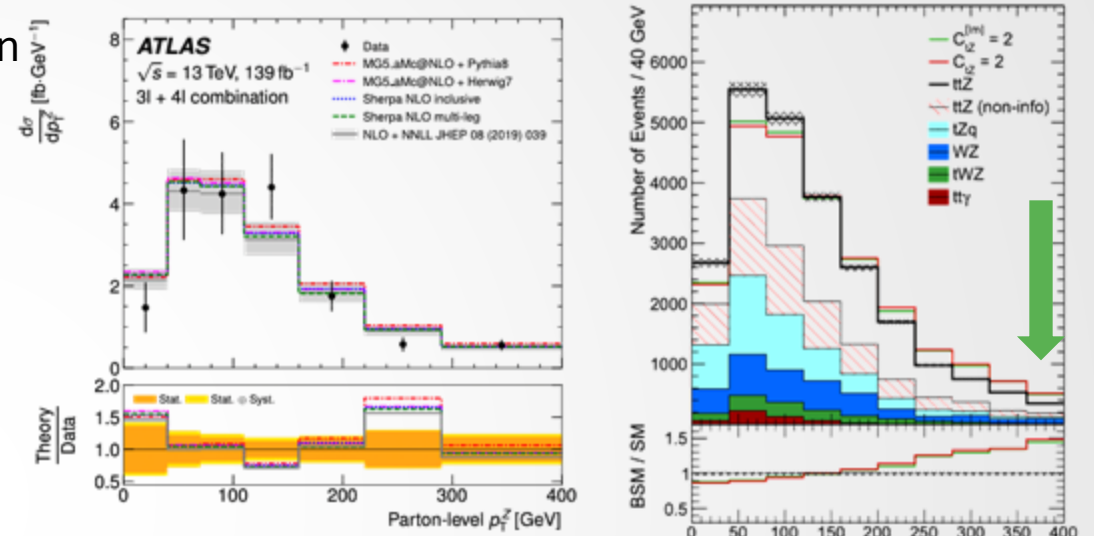 n
dσ/dp_T^Z [fb·GeV⁻¹]
8
6
4
2
0
ATLAS
√s = 13 TeV, 139 fb⁻¹
3l + 4l combination
Data
MG5_aMc@NLO + Pythia8
MG5_aMc@NLO + Herwig7
Sherpa NLO inclusive
Sherpa NLO multi-leg
NLO + NNLL JHEP 08 (2019) 039
Theory
Data
2.0
1.5
1.0
0.5
Stat.
Stat. ⊕ Syst.
0
100
200
300
400
Parton-level p_T^Z [GeV]
Number of Events / 40 GeV
6000
5000
4000
3000
2000
1000
C_tZ^[Im] = 2
C_tZ = 2
ttZ
ttZ (non-info)
tZq
WZ
tWZ
ttγ
BSM / SM
1.5
1
0.5
0
50
100
150
200
250
300
350
400